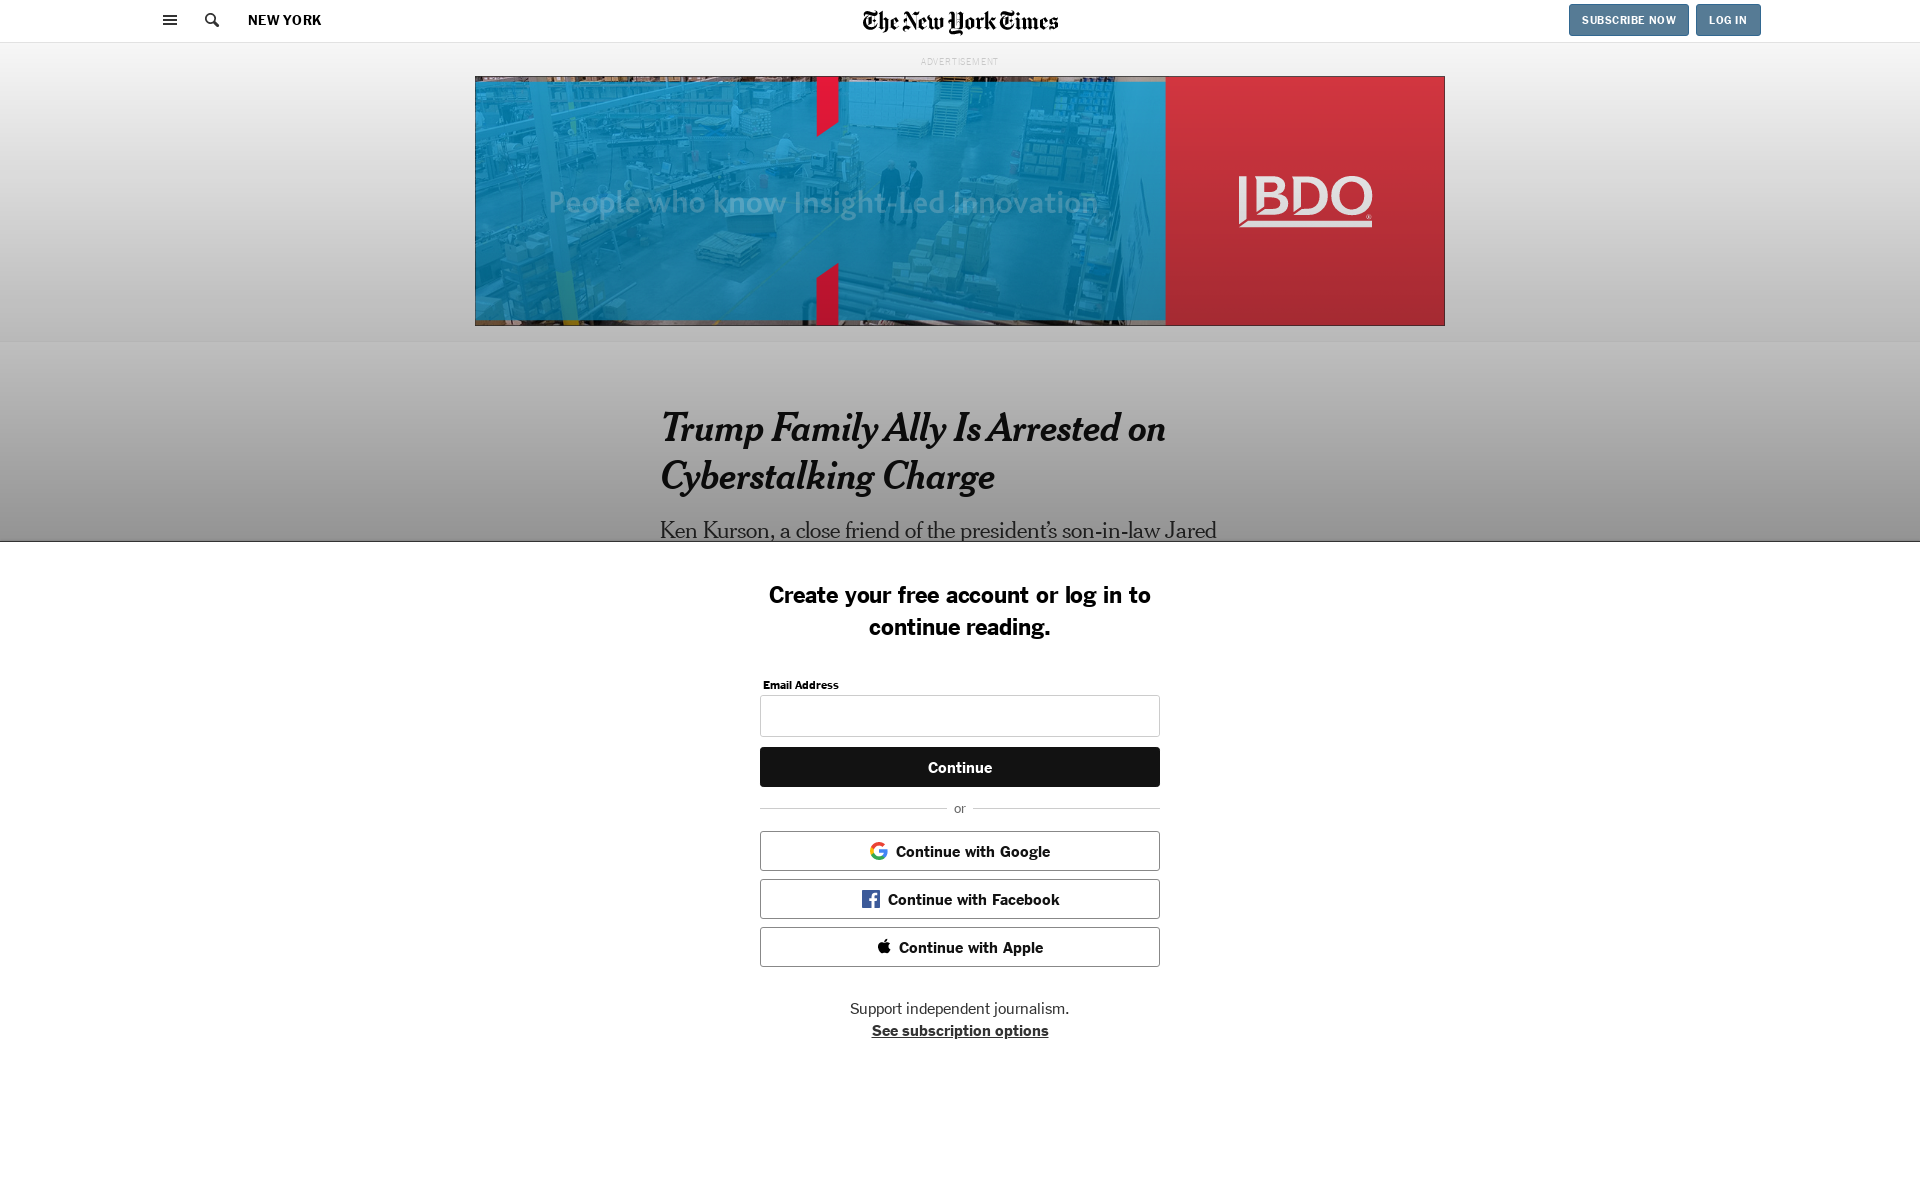 NEW YORK
The New York Times
SUBSCRIBE NOW
LOG IN
ADVERTISEMENT
People who know Insight-Led Innovation
BDO
Trump Family Ally Is Arrested on
Cyberstalking Charge
Ken Kurson, a close friend of the president's son-in-law Jared
Create your free account or log in to
continue reading.
Email Address
Continue
or
Continue with Google
Continue with Facebook
Continue with Apple
Support independent journalism.
See subscription options